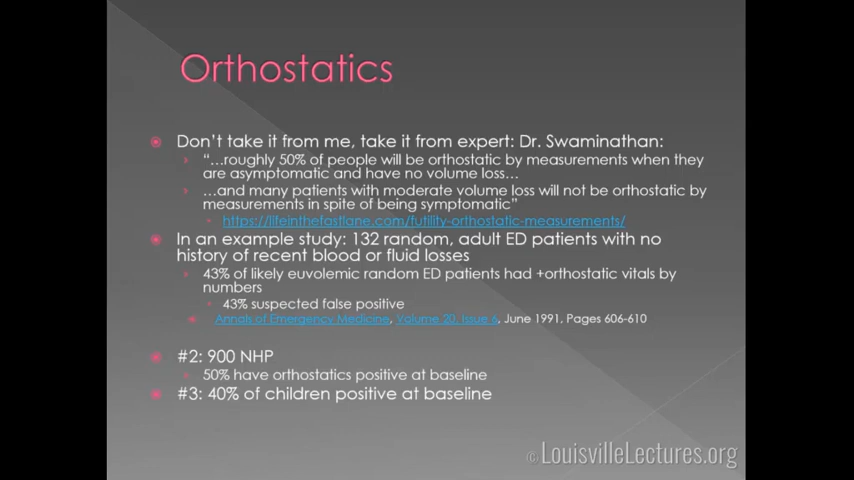 Orthostatics
Don't take it from me, take it from expert: Dr. Swaminathan:
"…roughly 50% of people will be orthostatic by measurements when they
are asymptomatic and have no volume loss…
…and many patients with moderate volume loss will not be orthostatic by
measurements in spite of being symptomatic"
https://lifeinthefastlane.com/futility-orthostatic-measurements/
In an example study: 132 random, adult ED patients with no
history of recent blood or fluid losses
43% of likely euvolemic random ED patients had +orthostatic vitals by
numbers
43% suspected false positive
Annals of Emergency Medicine, Volume 20, Issue 6, June 1991, Pages 606-610
#2: 900 NHP
50% have orthostatics positive at baseline
#3: 40% of children positive at baseline
(C) LouisvilleLectures.org